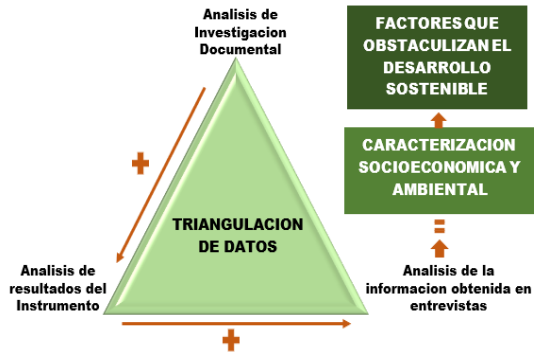 Analisis de
Investigacion
Documental
FACTORES QUE
OBSTACULIZAN EL
DESARROLLO
SOSTENIBLE
CARACTERIZACION
SOCIOECONOMICA Y
AMBIENTAL
TRIANGULACION
DE DATOS
Analisis de
resultados del
Instrumento
Analisis de la
informacion obtenida en
entrevistas